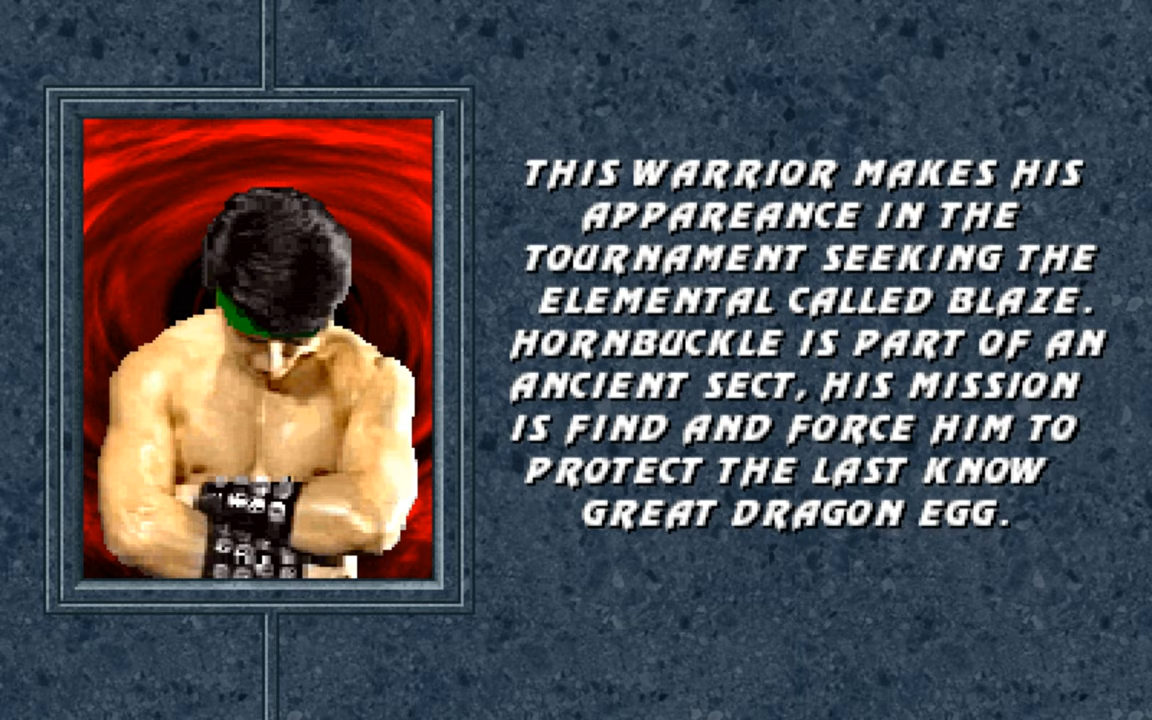 THIS WARRIOR MAKES HIS
APPAREANCE IN THE
TOURNAMENT SEEKING THE
ELEMENTAL CALLED BLAZE.
HORNBUCKLE IS PART OF AN
ANCIENT SECT, HIS MISSION
IS FIND AND FORCE HIM TO
PROTECT THE LAST KNOW
GREAT DRAGON EGG.